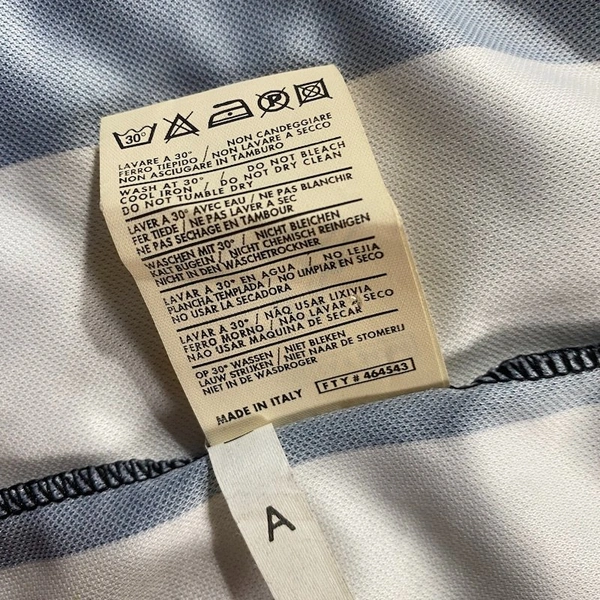 30°
P
LAVARE A 30° / NON CANDEGGIARE
FERRO TIEPIDO / NON LAVARE A SECCO
NON ASCIUGARE IN TAMBURO
WASH AT 30° / DO NOT BLEACH
COOL IRON / DO NOT DRY CLEAN
DO NOT TUMBLE DRY
LAVER À 30° AVEC EAU / NE PAS BLANCHIR
FER TIEDE / NE PAS LAVER A SEC
NE PAS SECHAGE EN TAMBOUR
WASCHEN MIT 30° / NICHT BLEICHEN
KALT BUGELN / NICHT CHEMISCH REINIGEN
NICHT IN DEN WÄSCHETROCKNER
LAVAR A 30° EN AGUA / NO LEJIA
PLANCHA TEMPLADA / NO LIMPIAR EN SECO
NO USAR LA SECADORA
LAVAR Á 30° / NÃO USAR LIXIVIA
FERRO MORNO / NÃO LAVAR A SECO
NÃO USAR MAQUINA DE SECAR
OP 30° WASSEN / NIET BLEKEN
LAUW STRIJKEN / NIET NAAR DE STOMERIJ
NIET IN DE WASDROGER
MADE IN ITALY FTY # 464543
A